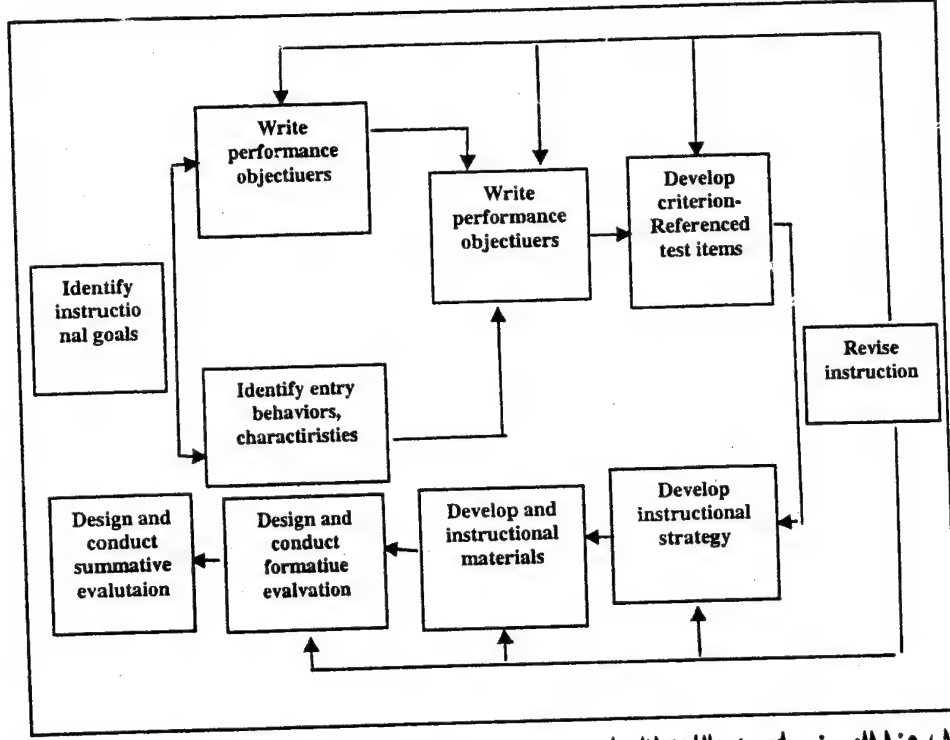 Write
performance
objectiuers
Write
performance
objectiuers
Develop
criterion-
Referenced
test items
Identify
instructio
nal goals
Revise
instruction
Identify entry
behaviors,
charactiristies
Design and
conduct
summative
evalutaion
Design and
conduct
formatiue
evalvation
Develop and
instructional
materials
Develop
instructional
strategy